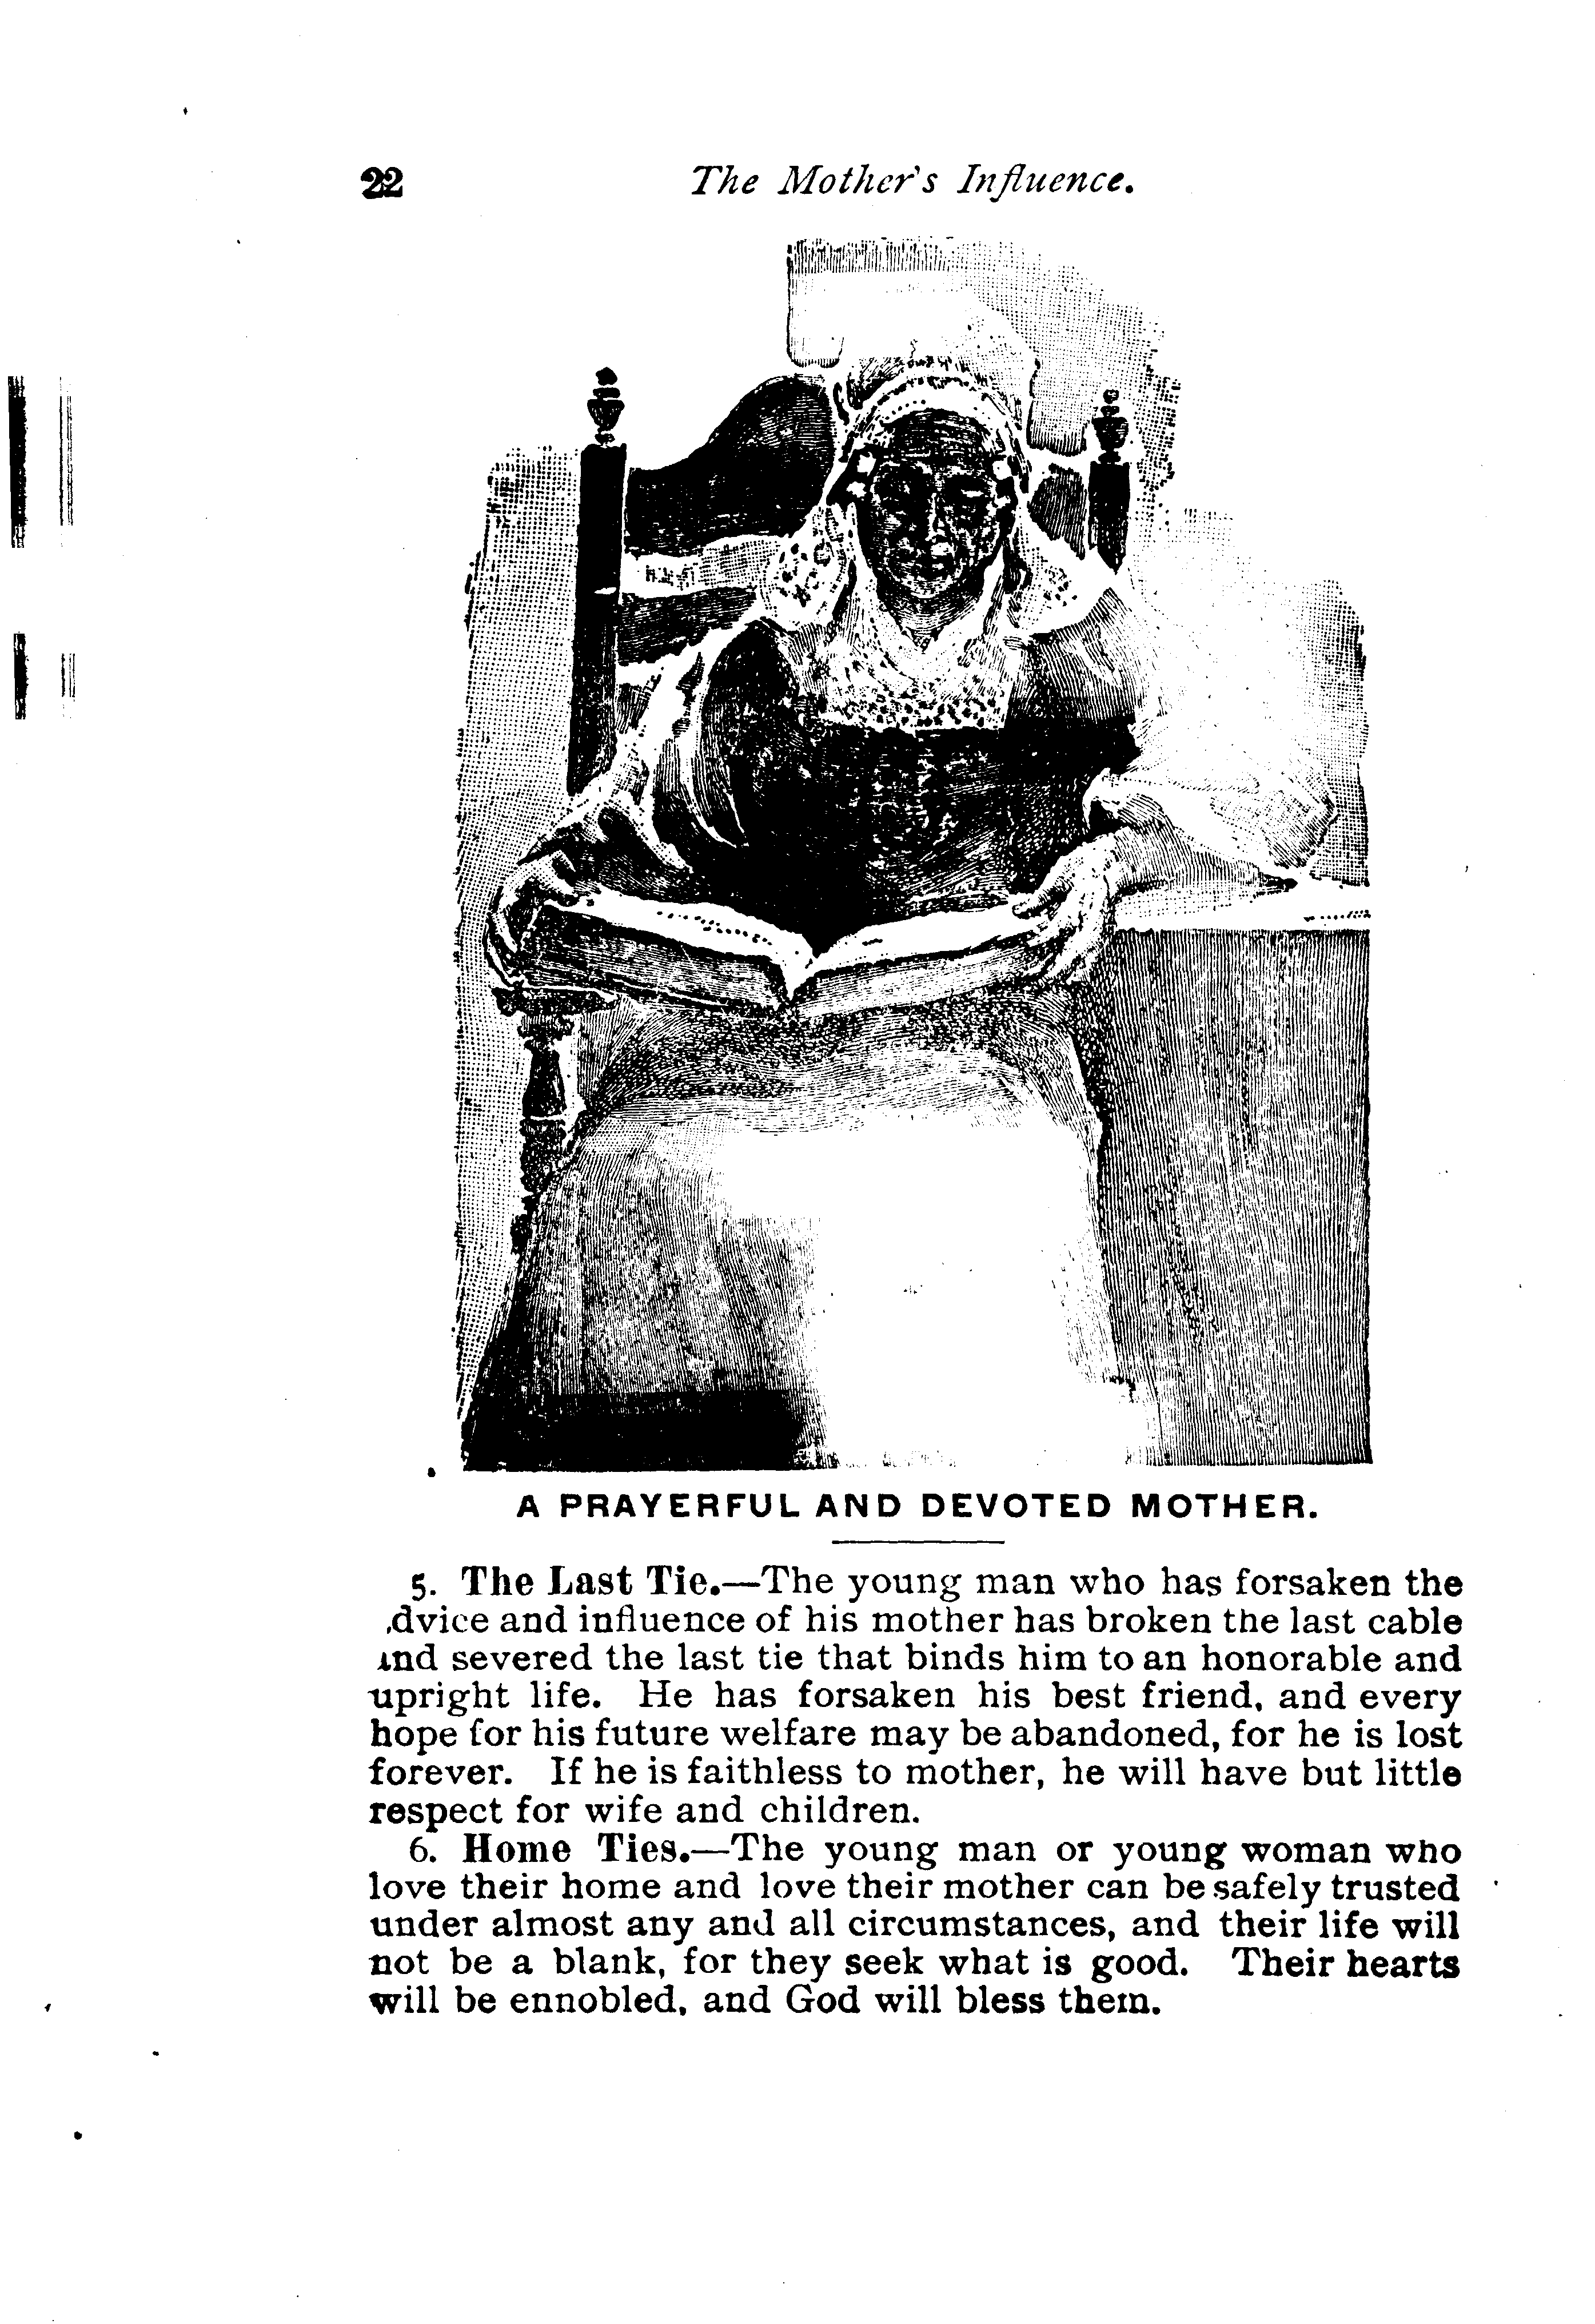 22 The Mother's Influence.
A PRAYERFUL AND DEVOTED MOTHER.
5. The Last Tie.—The young man who has forsaken the
dvice and influence of his mother has broken the last cable
and severed the last tie that binds him to an honorable and
upright life. He has forsaken his best friend, and every
hope for his future welfare may be abandoned, for he is lost
forever. If he is faithless to mother, he will have but little
respect for wife and children.
6. Home Ties.—The young man or young woman who
love their home and love their mother can be safely trusted
under almost any and all circumstances, and their life will
not be a blank, for they seek what is good. Their hearts
will be ennobled, and God will bless them.